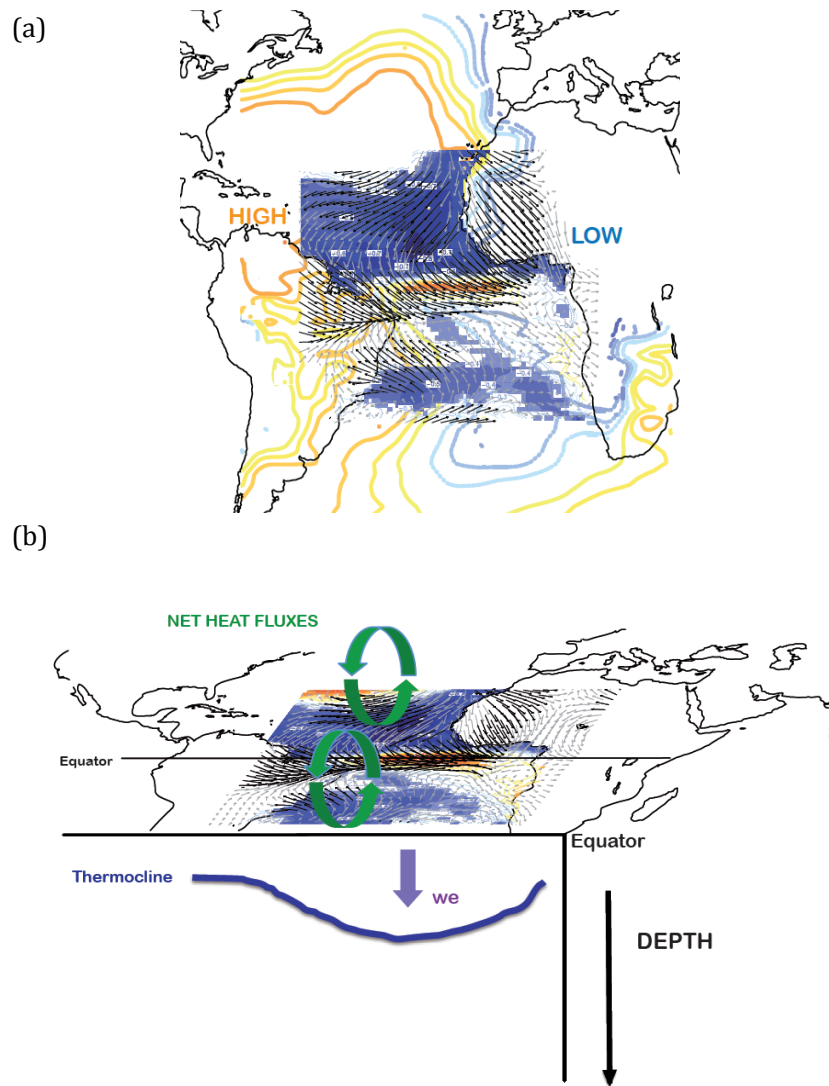 (a)
HIGH
LOW
(b)
NET HEAT FLUXES
Equator
Equator
Thermocline
we
DEPTH